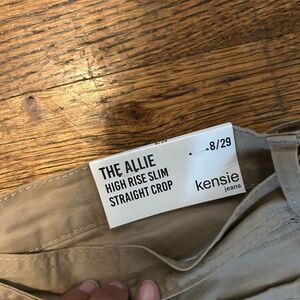 THE ALLIE
HIGH RISE SLIM
STRAIGHT CROP
8/29
kensie
jeans